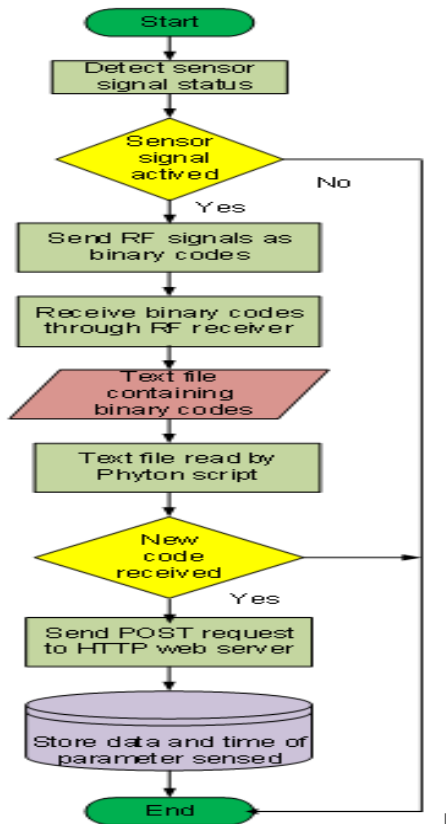 Start
Detect sensor
signal status
Sensor
signal
actived
No
Yes
Send RF signals as
binary codes
Receive binary codes
through RF receiver
Text file
containing
binary codes
Text file read by
Phyton script
New
code
received
Yes
Send POST request
to HTTP web server
Store data and time of
parameter sensed
End